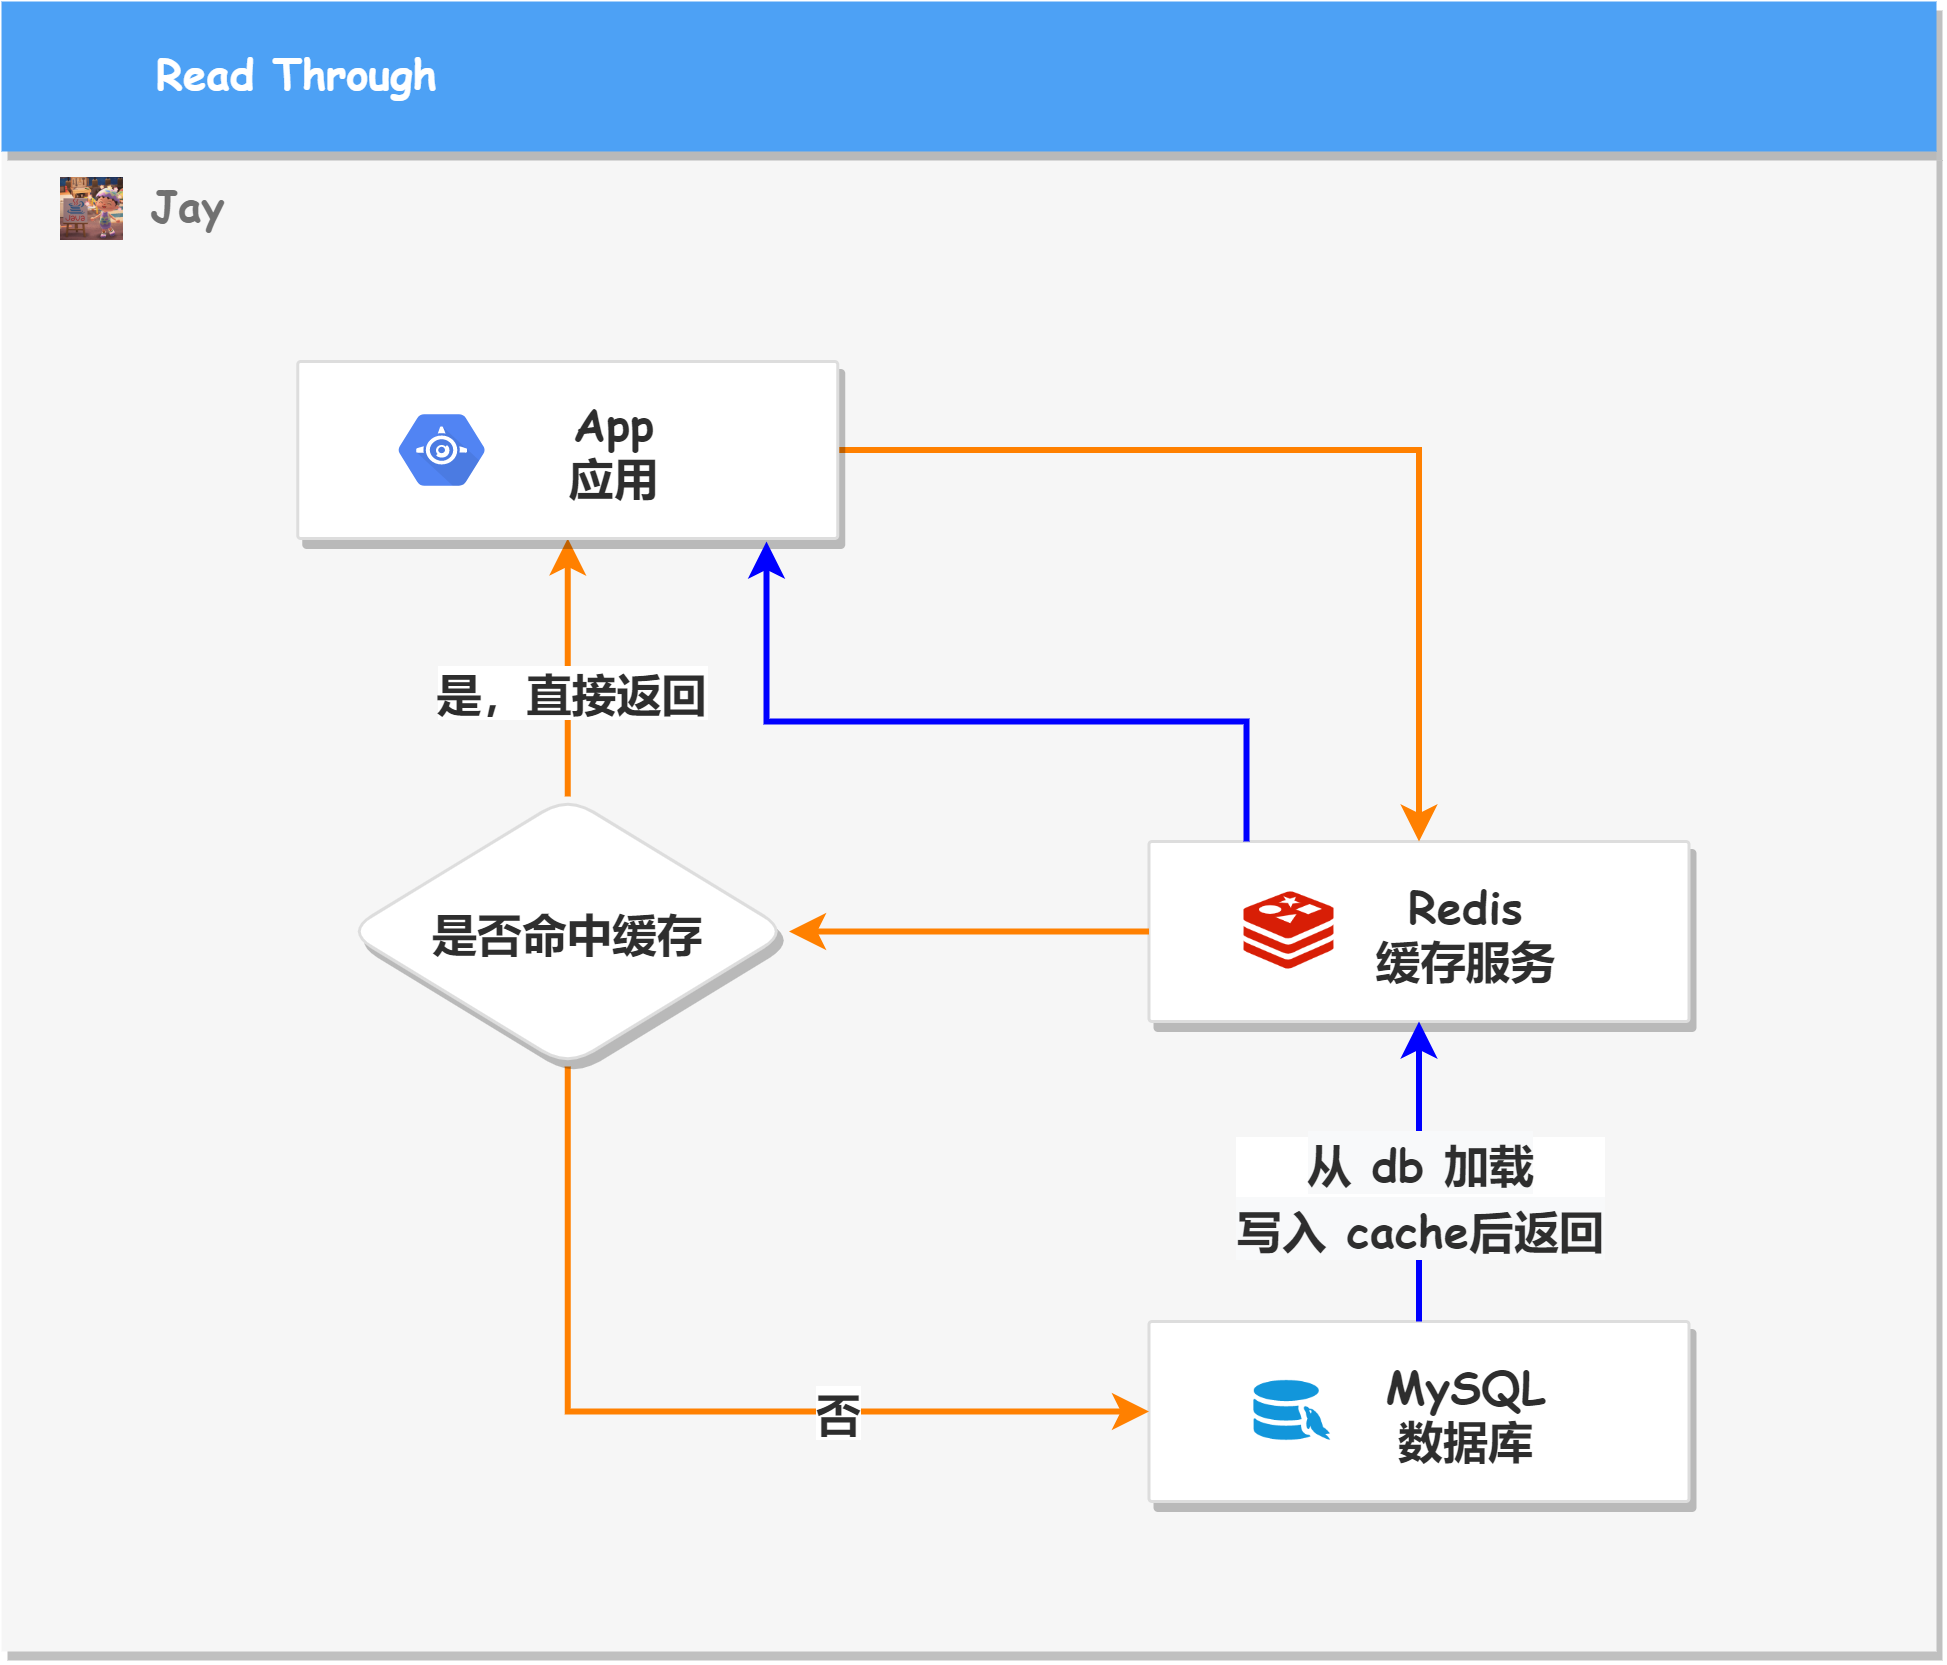 Read Through
Jay
App
应用
是，直接返回
是否命中缓存
Redis
缓存服务
从 db 加载
写入 cache后返回
否
MySQL
数据库